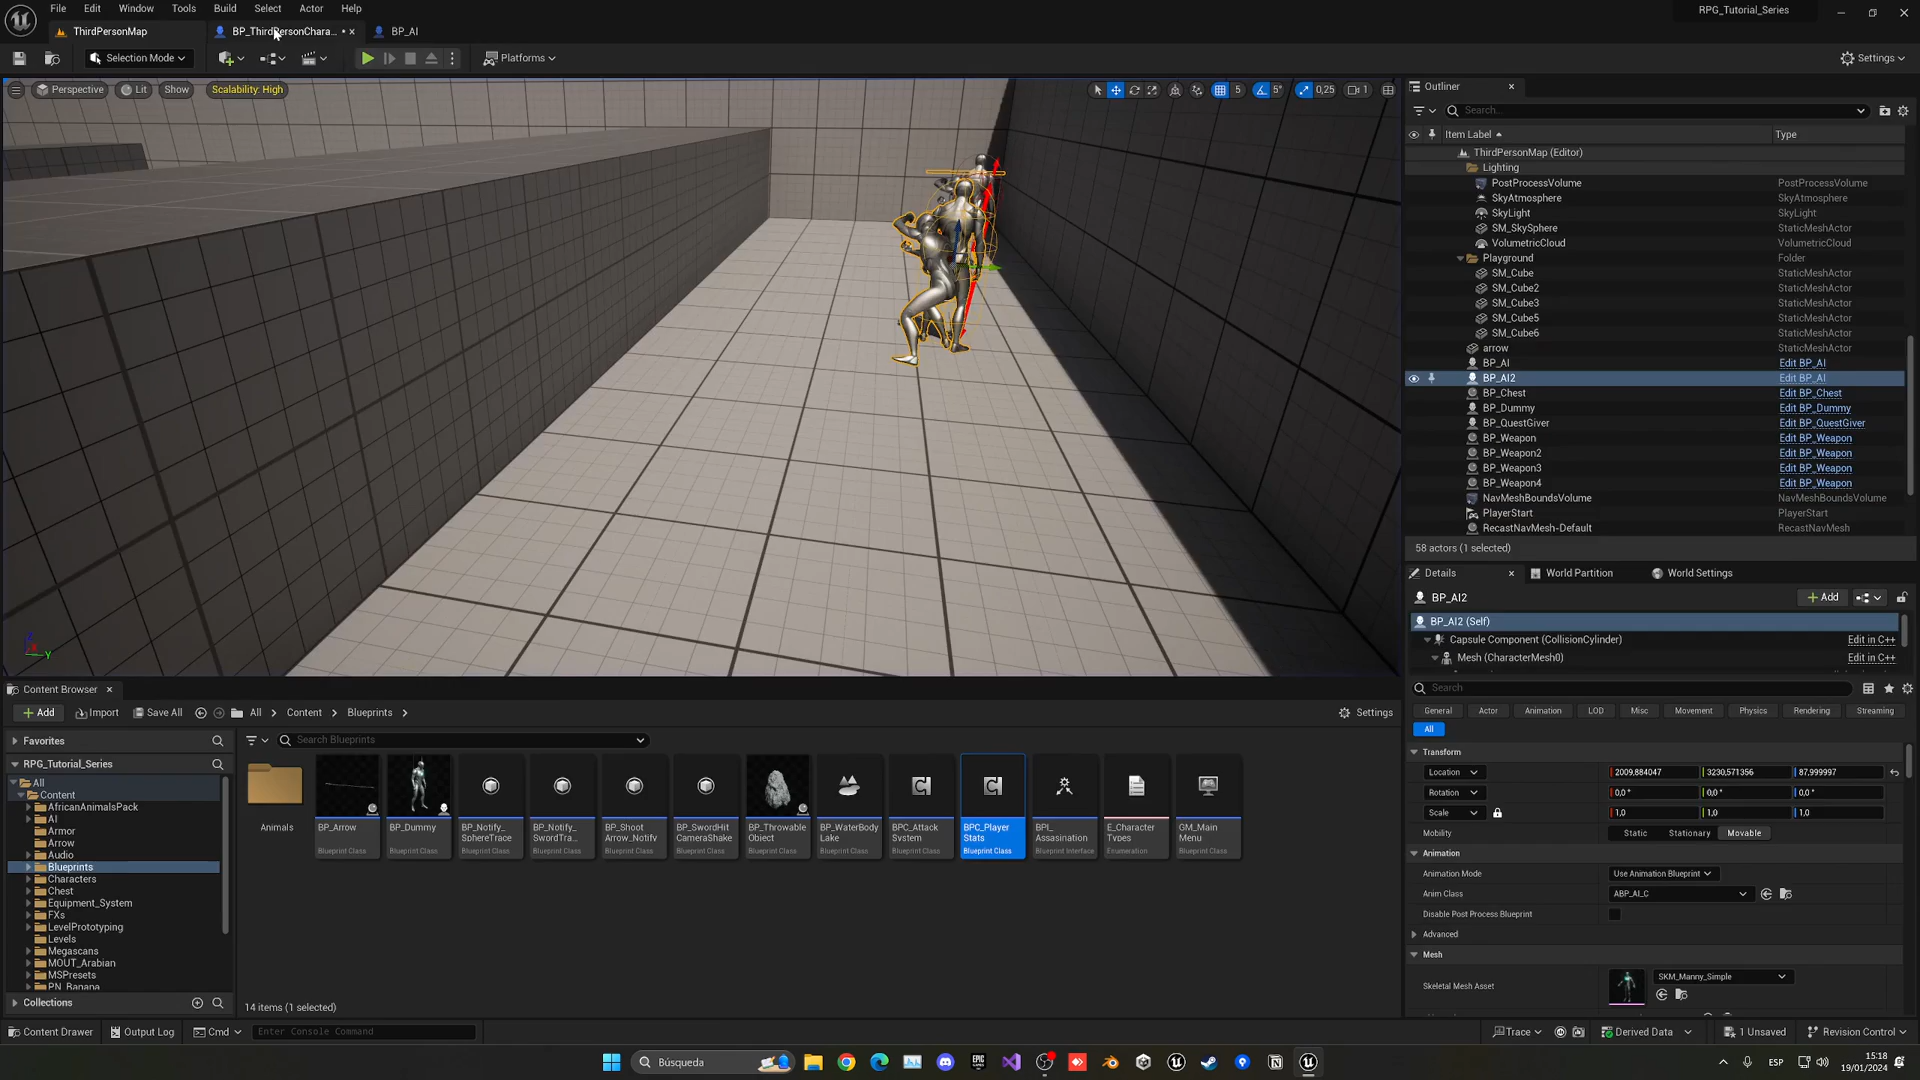 File Edit Window Tools Build Select Actor Help
RPG_Tutorial_Series
ThirdPersonMap
BP_ThirdPersonChara...
BP_AI
Selection Mode
Platforms
Settings
Perspective
Lit
Show
Scalability: High
5
5°
0,25
1
Outliner
Search...
Item Label
Type
ThirdPersonMap (Editor)
Lighting
PostProcessVolume PostProcessVolume
SkyAtmosphere SkyAtmosphere
SkyLight SkyLight
SM_SkySphere StaticMeshActor
VolumetricCloud VolumetricCloud
Playground Folder
SM_Cube StaticMeshActor
SM_Cube2 StaticMeshActor
SM_Cube3 StaticMeshActor
SM_Cube5 StaticMeshActor
SM_Cube6 StaticMeshActor
arrow StaticMeshActor
BP_AI Edit BP_AI
BP_AI2 Edit BP_AI
BP_Chest Edit BP_Chest
BP_Dummy Edit BP_Dummy
BP_QuestGiver Edit BP_QuestGiver
BP_Weapon Edit BP_Weapon
BP_Weapon2 Edit BP_Weapon
BP_Weapon3 Edit BP_Weapon
BP_Weapon4 Edit BP_Weapon
NavMeshBoundsVolume NavMeshBoundsVolume
PlayerStart PlayerStart
RecastNavMesh-Default RecastNavMesh
58 actors (1 selected)
Details
World Partition
World Settings
BP_AI2
Add
BP_AI2 (Self)
Capsule Component (CollisionCylinder) Edit in C++
Mesh (CharacterMesh0) Edit in C++
Search
General Actor Animation LOD Misc Movement Physics Rendering Streaming
All
Transform
Location 2009,884047 3230,571356 87,999997
Rotation 0,0° 0,0° 0,0°
Scale 1,0 1,0 1,0
Mobility Static Stationary Movable
Animation
Animation Mode Use Animation Blueprint
Anim Class ABP_AI_C
Disable Post Process Blueprint
Advanced
Mesh
Skeletal Mesh Asset SKM_Manny_Simple
Z
Y
Content Browser
Add Import Save All All Content Blueprints
Settings
Favorites
RPG_Tutorial_Series
All
Content
AfricanAnimalsPack
AI
Armor
Arrow
Audio
Blueprints
Characters
Chest
Equipment_System
FXs
LevelPrototyping
Levels
Megascans
MOUT_Arabian
MSPresets
PN_Banana
Collections
Search Blueprints
Animals
BP_Arrow
Blueprint Class
BP_Dummy
Blueprint Class
BP_Notify_
SphereTrace
Blueprint Class
BP_Notify_
SwordTra...
Blueprint Class
BP_Shoot
Arrow_Notify
Blueprint Class
BP_SwordHit
CameraShake
Blueprint Class
BP_Throwable
Object
Blueprint Class
BP_WaterBody
Lake
Blueprint Class
BPC_Attack
System
Blueprint Class
BPC_Player
Stats
Blueprint Class
BPI_
Assasination
Blueprint Interface
E_Character
Types
Enumeration
GM_Main
Menu
Blueprint Class
14 items (1 selected)
Content Drawer
Output Log
Cmd
Enter Console Command
Trace
Derived Data
1 Unsaved
Revision Control
Búsqueda
ESP
15:18
19/01/2024